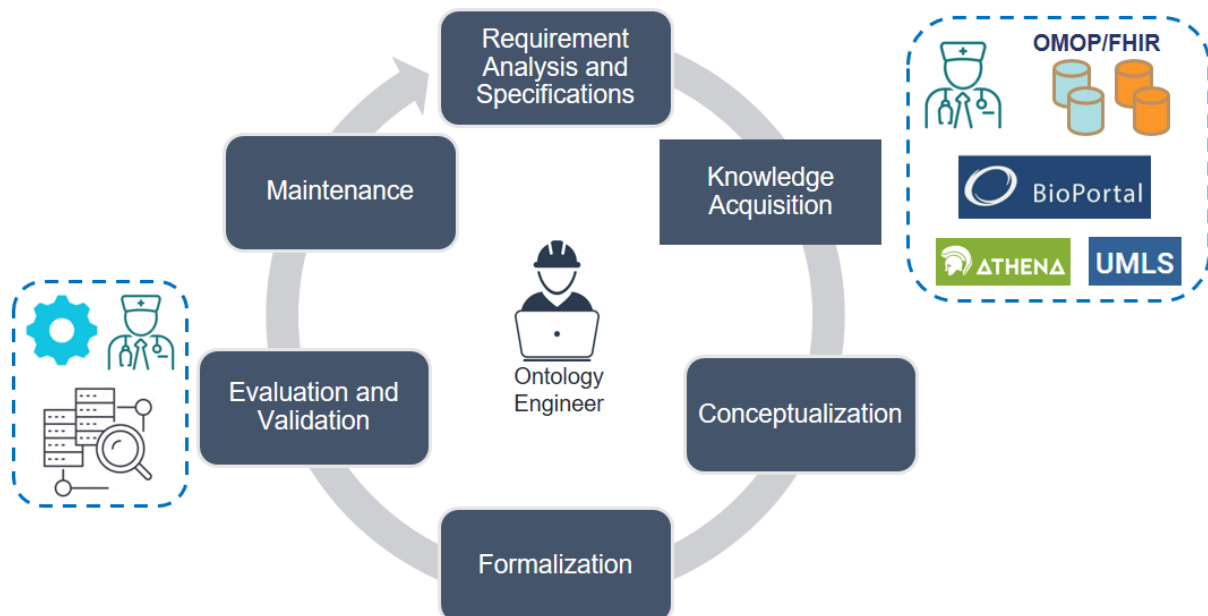 Requirement
Analysis and
Specifications
Knowledge
Acquisition
Conceptualization
Formalization
Evaluation and
Validation
Maintenance
Ontology
Engineer
OMOP/FHIR
BioPortal
ATHENA
UMLS